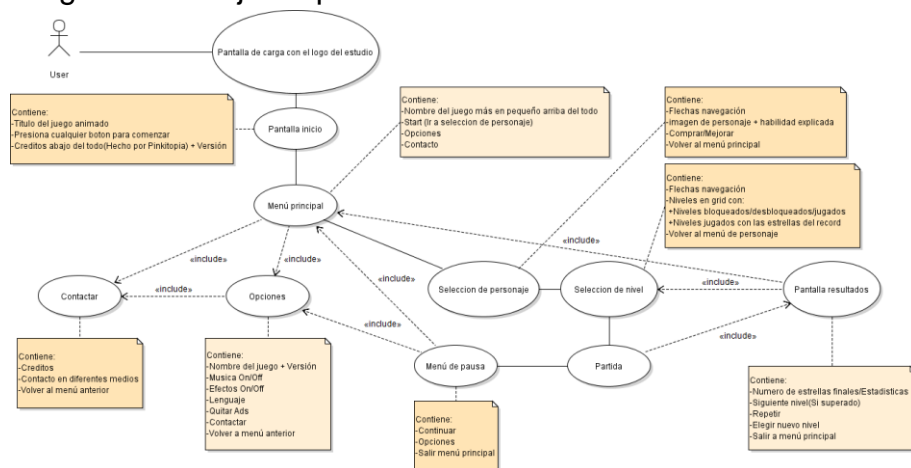 Pantalla de carga con el logo del estudio
User
Contiene:
-Titulo del juego animado
-Presiona cualquier boton para comenzar
-Creditos abajo del todo(Hecho por Pinkitopia) + Versión
Pantalla inicio
Contiene:
-Nombre del juego más en pequeño arriba del todo
-Start (Ir a seleccion de personaje)
-Opciones
-Contacto
Contiene:
-Flechas navegación
-imagen de personaje + habilidad explicada
-Comprar/Mejorar
-Volver al menú principal
Contiene:
-Flechas navegación
-Niveles en grid con:
+Niveles bloqueados/desbloqueados/jugados
+Niveles jugados con las estrellas del record
-Volver al menú de personaje
Menú principal
«include»
«include»
«include»
«include»
«include»
«include»
«include»
«include»
Contactar
Opciones
Seleccion de personaje
Seleccion de nivel
Pantalla resultados
Menú de pausa
Partida
Contiene:
-Creditos
-Contacto en diferentes medios
-Volver al menú anterior
Contiene:
-Nombre del juego + Versión
-Musica On/Off
-Efectos On/Off
-Lenguaje
-Quitar Ads
-Contactar
-Volver a menú anterior
Contiene:
-Continuar
-Opciones
-Salir menú principal
Contiene:
-Numero de estrellas finales/Estadisticas
-Siguiente nivel(Si superado)
-Repetir
-Elegir nuevo nivel
-Salir a menú principal